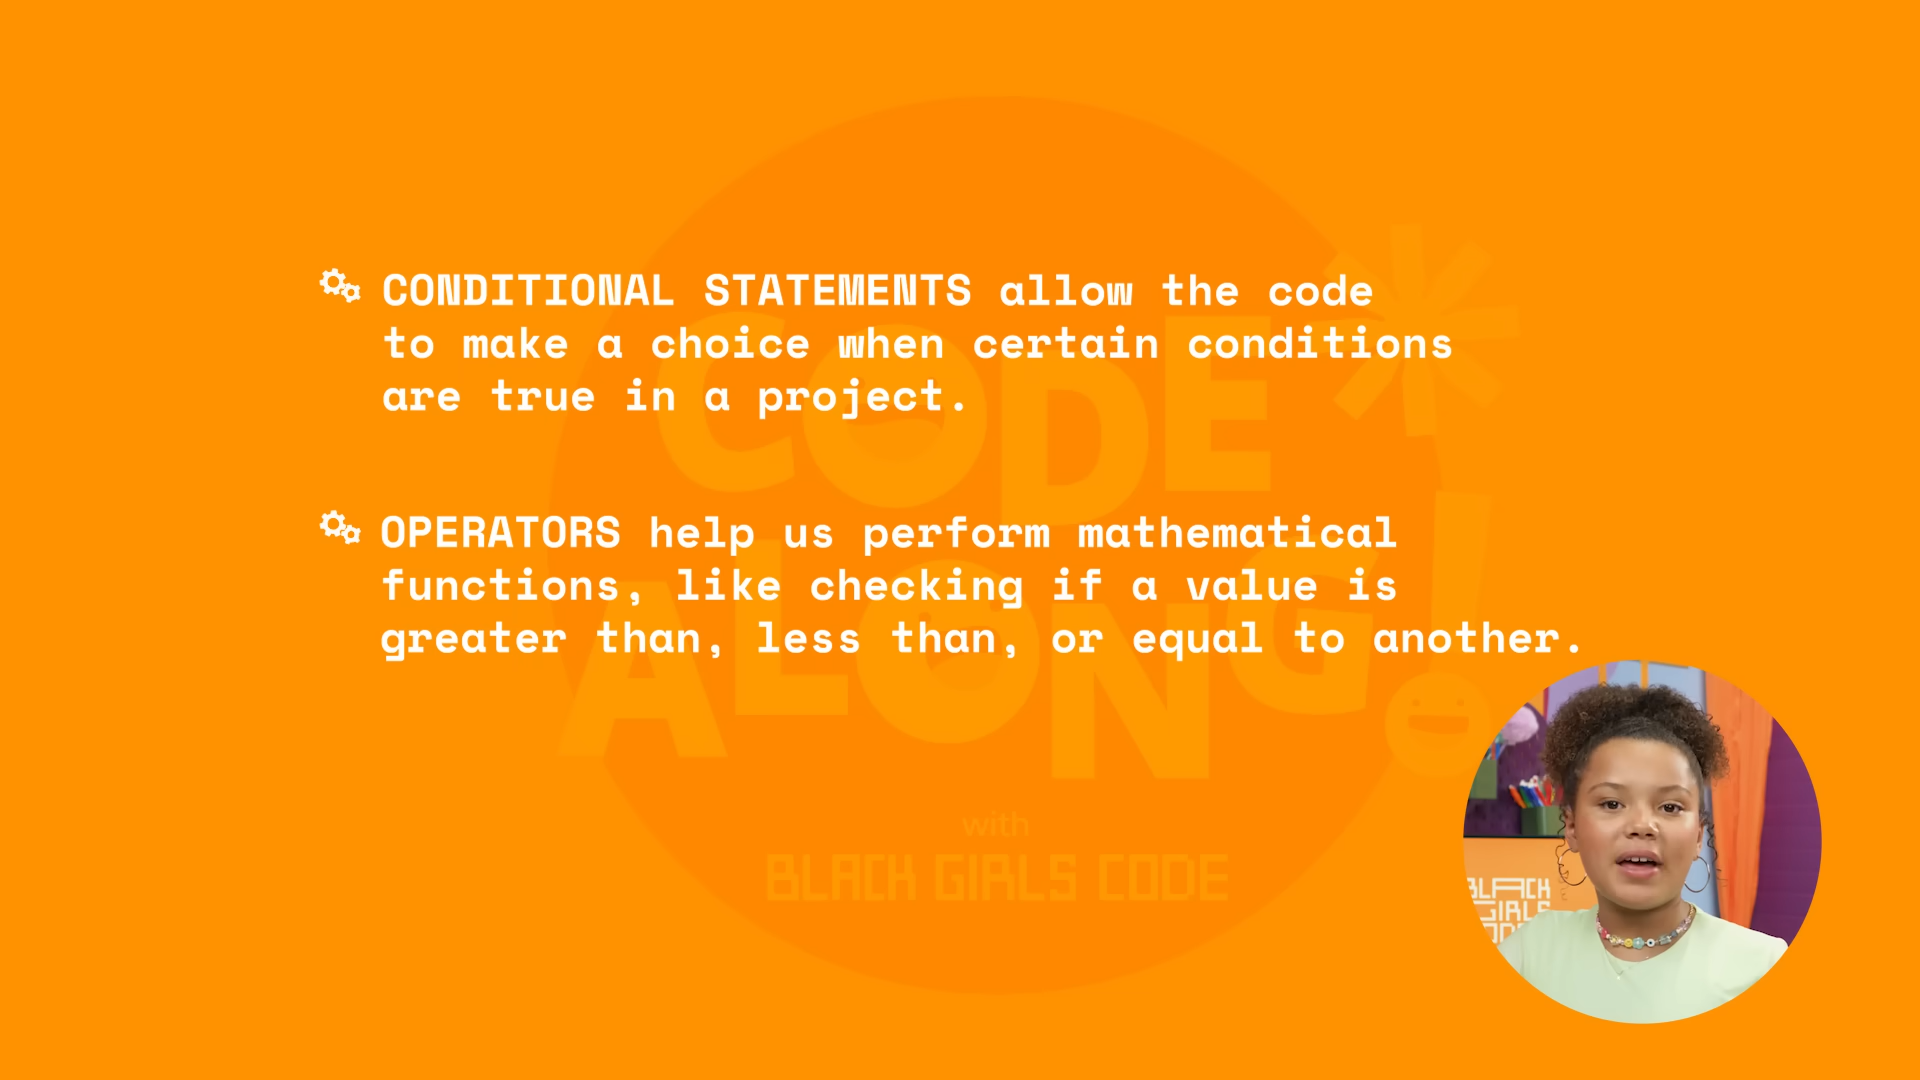 CONDITIONAL STATEMENTS allow the code
to make a choice when certain conditions
are true in a project.
OPERATORS help us perform mathematical
functions, like checking if a value is
greater than, less than, or equal to another.
CODE
ALONG!
with
BLACK GIRLS CODE
BLACK
GIRLS